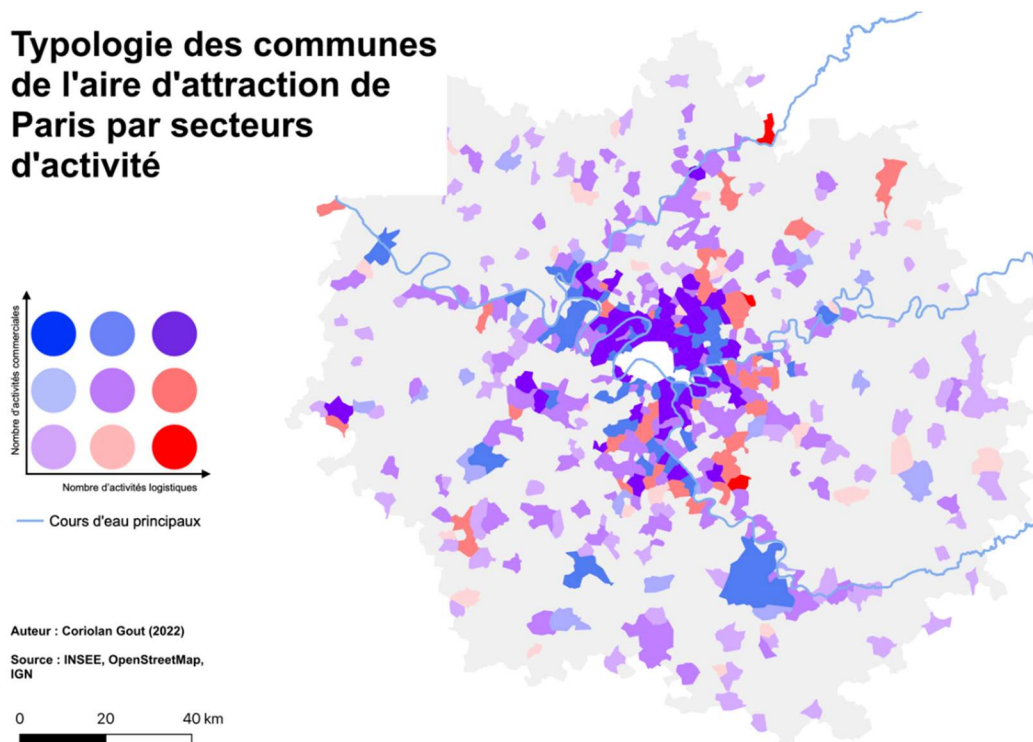 Typologie des communes
de l'aire d'attraction de
Paris par secteurs
d'activité
Nombre d'activités commerciales
Nombre d'activités logistiques
Cours d'eau principaux
Auteur : Coriolan Gout (2022)
Source : INSEE, OpenStreetMap,
IGN
0 20 40 km